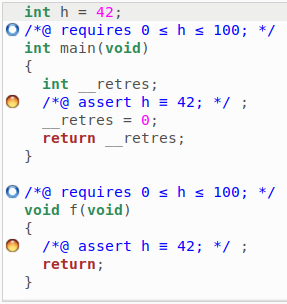 int h = 42;
/*@ requires 0 ≤ h ≤ 100; */
int main(void)
{
int __retres;
/*@ assert h ≡ 42; */ ;
__retres = 0;
return __retres;
}
/*@ requires 0 ≤ h ≤ 100; */
void f(void)
{
/*@ assert h ≡ 42; */ ;
return;
}